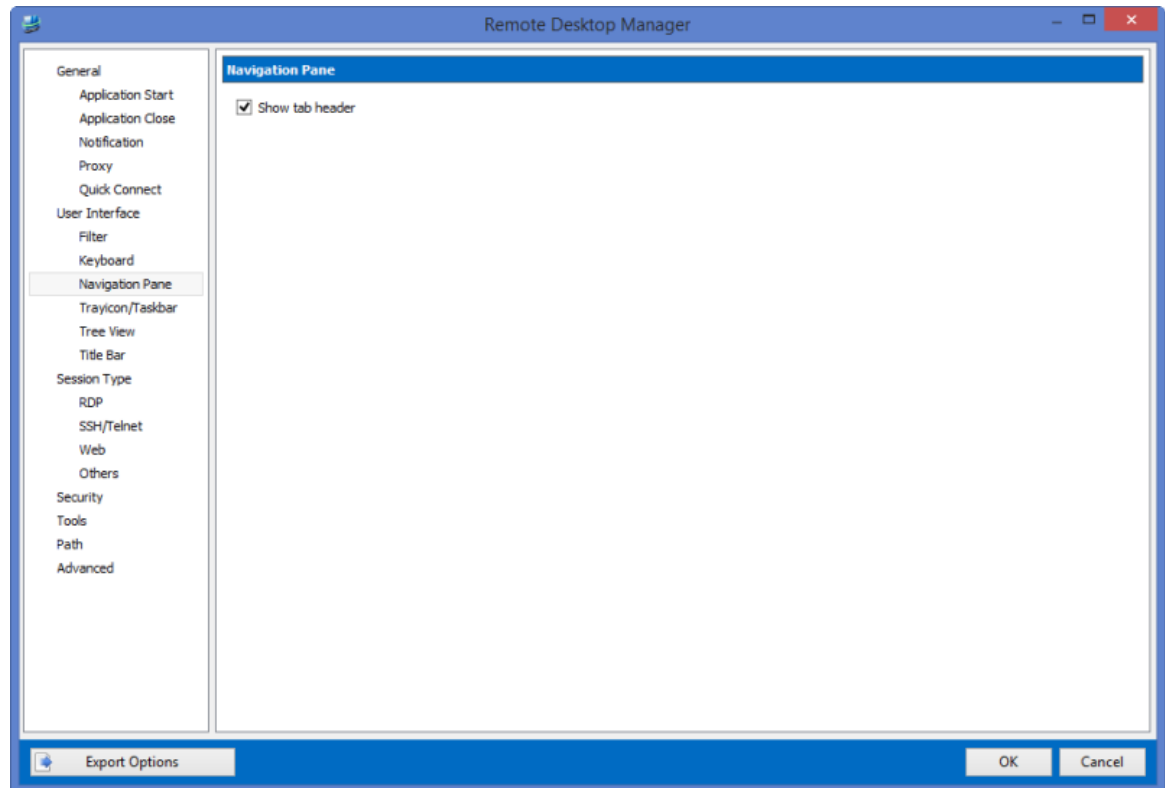 Remote Desktop Manager
General
Application Start
Application Close
Notification
Proxy
Quick Connect
User Interface
Filter
Keyboard
Navigation Pane
Trayicon/Taskbar
Tree View
Title Bar
Session Type
RDP
SSH/Telnet
Web
Others
Security
Tools
Path
Advanced
Navigation Pane
Show tab header
Export Options
OK
Cancel